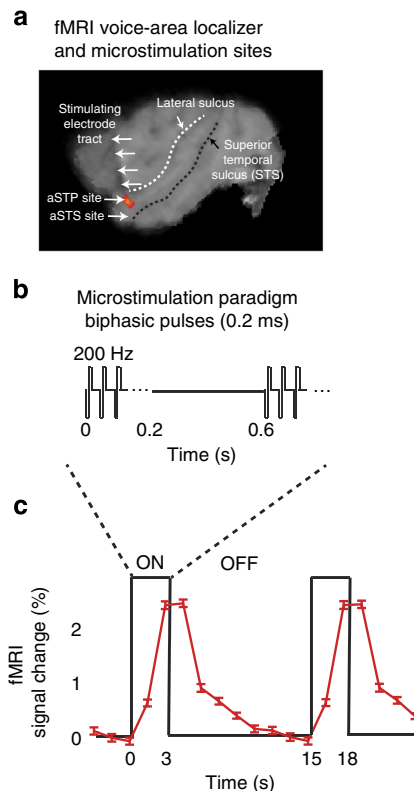 a
fMRI voice-area localizer
and microstimulation sites
Stimulating
electrode
tract
Lateral sulcus
Superior
temporal
sulcus (STS)
aSTP site
aSTS site
b
Microstimulation paradigm
biphasic pulses (0.2 ms)
200 Hz
0 0.2 0.6
Time (s)
c
ON OFF
fMRI
signal change (%)
2
1
0
0 3 15 18
Time (s)